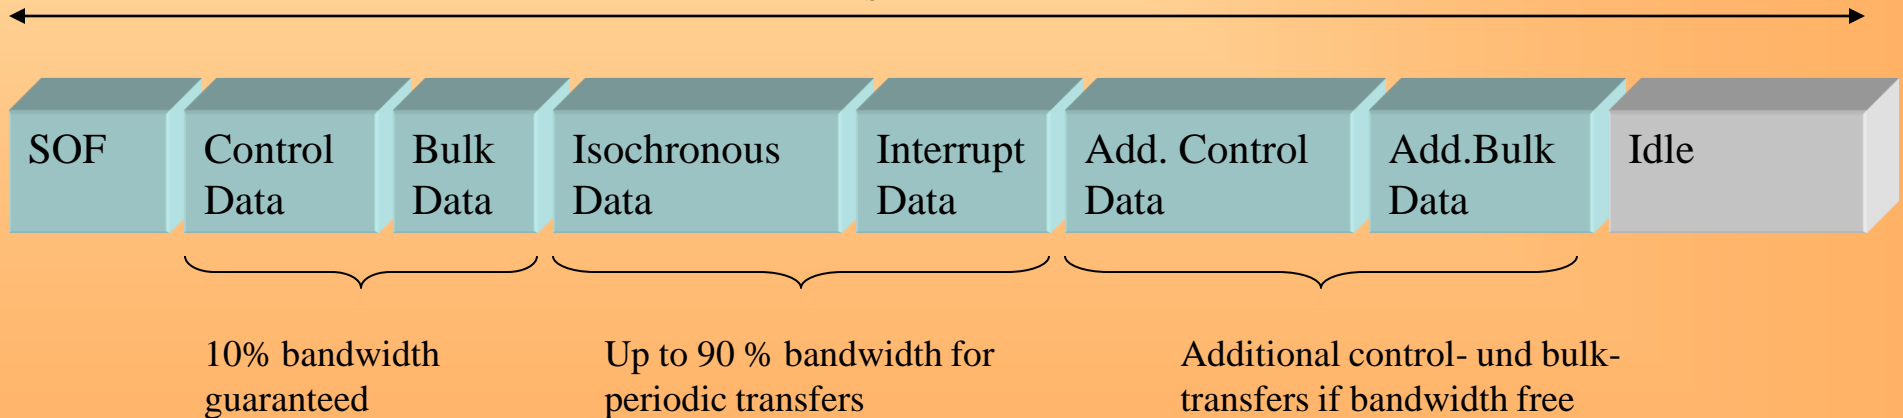 SOF
Control
Data
Bulk
Data
Isochronous
Data
Interrupt
Data
Add. Control
Data
Add.Bulk
Data
Idle
10% bandwidth
guaranteed
Up to 90 % bandwidth for
periodic transfers
Additional control- und bulk-
transfers if bandwidth free